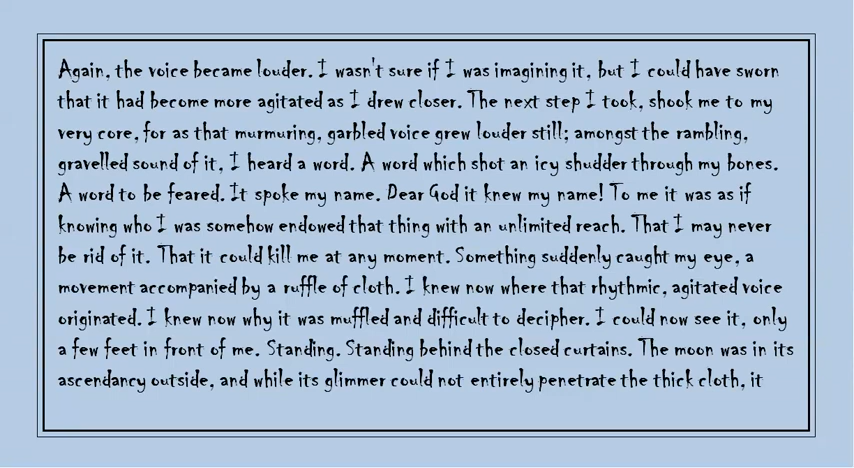 Again, the voice became louder. I wasn't sure if I was imagining it, but I could have sworn
that it had become more agitated as I drew closer. The next step I took, shook me to my
very core, for as that murmuring, garbled voice grew louder still; amongst the rambling,
gravelled sound of it, I heard a word. A word which shot an icy shudder through my bones.
A word to be feared. It spoke my name. Dear God it knew my name! To me it was as if
knowing who I was somehow endowed that thing with an unlimited reach. That I may never
be rid of it. That it could kill me at any moment. Something suddenly caught my eye, a
movement accompanied by a ruffle of cloth. I knew now where that rhythmic, agitated voice
originated. I knew now why it was muffled and difficult to decipher. I could now see it, only
a few feet in front of me. Standing. Standing behind the closed curtains. The moon was in its
ascendancy outside, and while its glimmer could not entirely penetrate the thick cloth, it